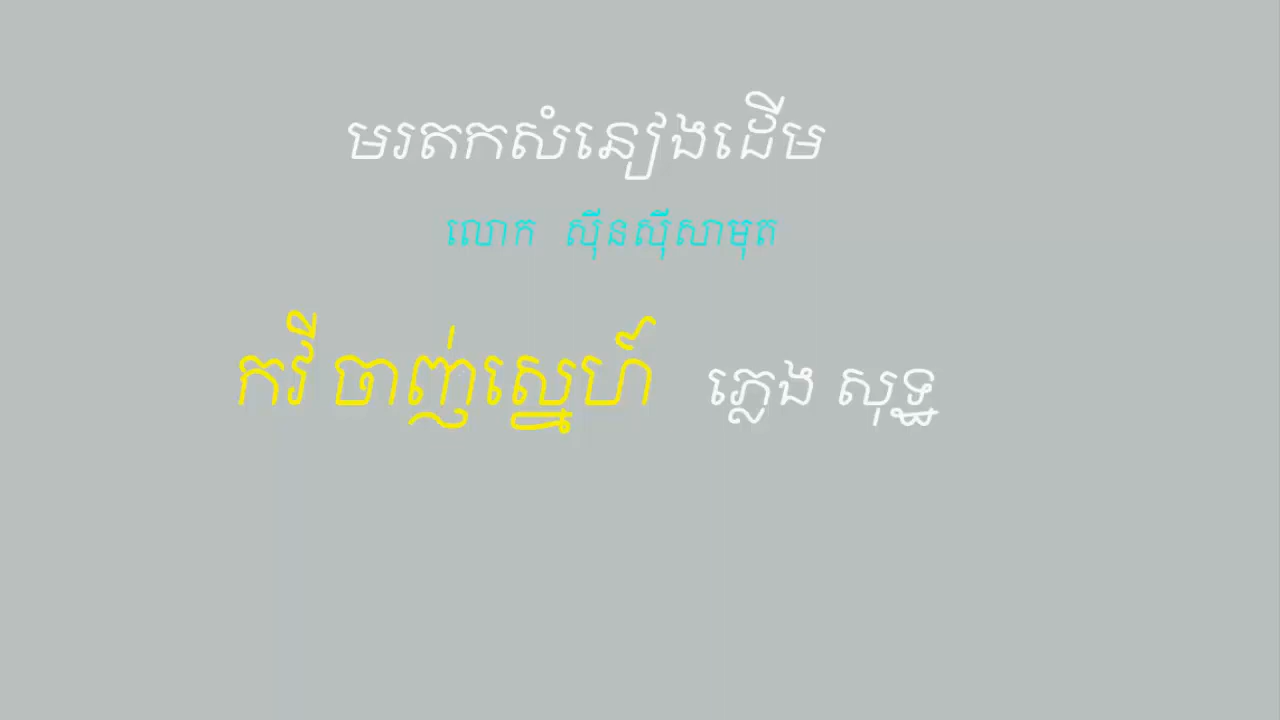 មរតកសំនៀងដើម
លោក ស៊ីនស៊ីសាមុត
កវី ចាញ់ស្នេហ៍ ភ្លេង សុទ្ឋ